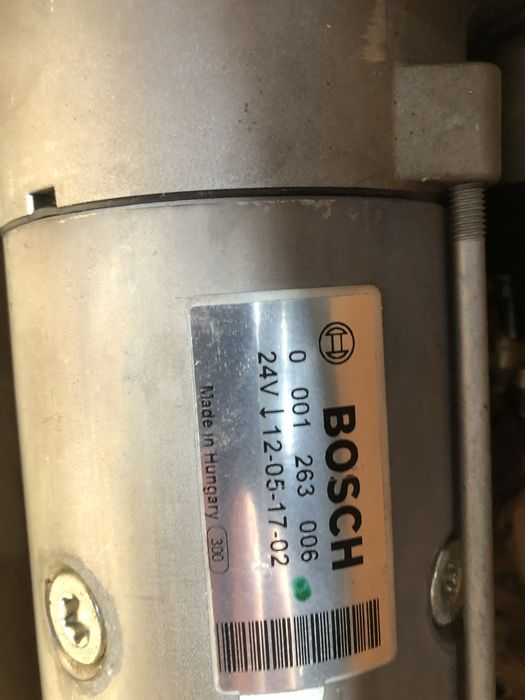 BOSCH
0 001 263 006
24V ↓ 12-05-17-02
Made in Hungary 300